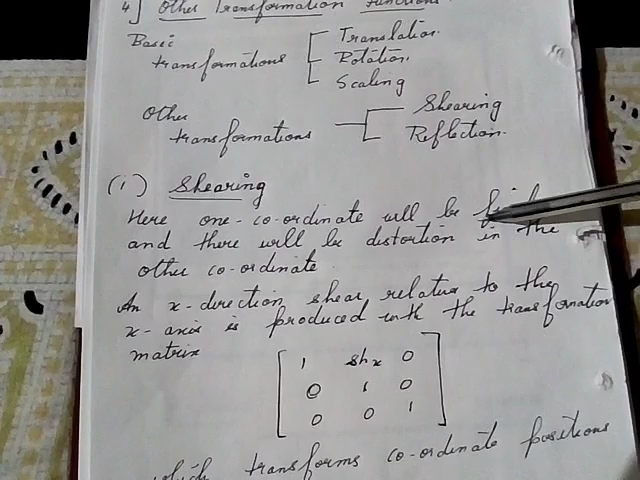 4] Other Transformation Functions
Basic
transformations
Translation.
Rotation.
Scaling
Other
transformations
Shearing
Reflection.
(i) Shearing
Here one-co-ordinate will be
and there will be distortion in the
other co-ordinate.
An x-direction shear relative to the
x-axis is produced with the transformation
matrix
1 shx 0
0 1 0
0 0 1
which transforms co-ordinate positions